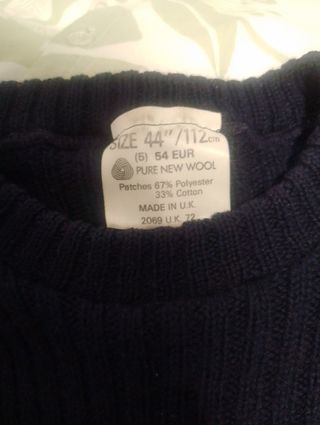 SIZE 44"/112cm
(5) 54 EUR
PURE NEW WOOL
Patches 67% Polyester
33% Cotton
MADE IN U.K.
2069 U.K. 72